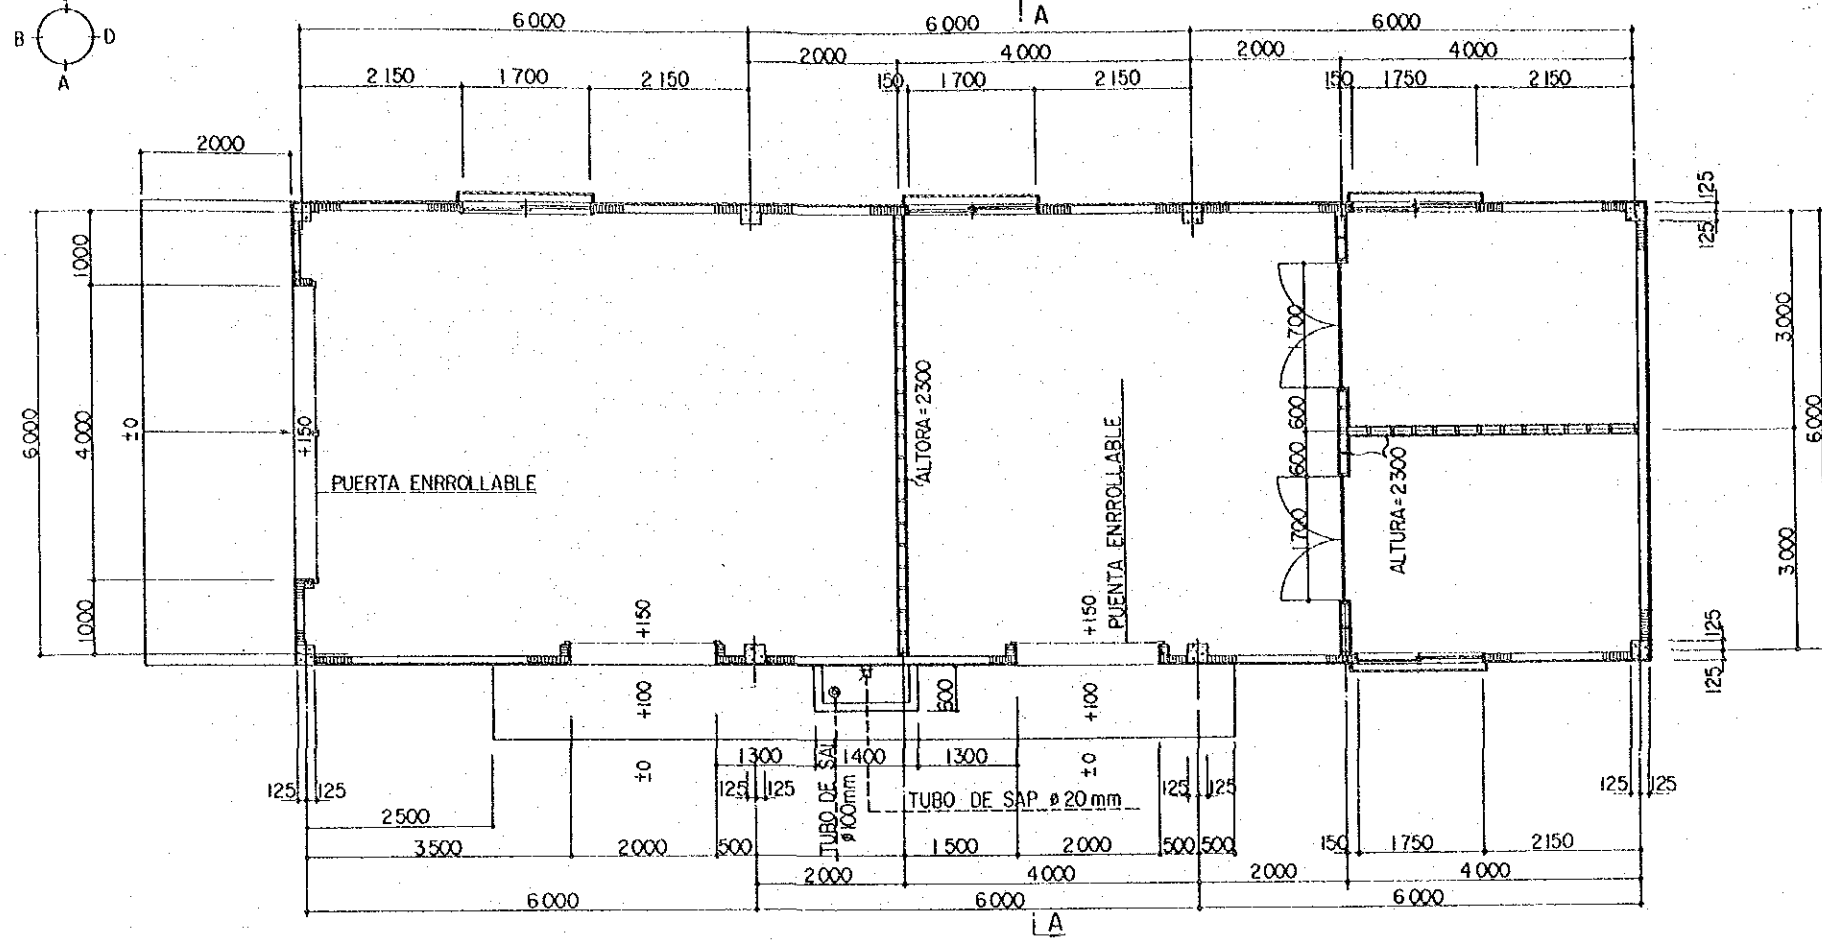 A
6000 6000 6000
B D
2000 4000 2000 4000
A
2150 1700 2150 150 1700 2150 150 1750 2150
2000
125
125
1000
6000
4000
±0
+150
1000
PUERTA ENRROLLABLE
ALTORA=2300
PUENTA ENRROLLABLE
1700
600
600
1700
ALTURA=2300
3000
6000
3000
+150
+150
125
125
+100
600
+100
1300 1400 1300
±0
±0
125 125
125 125
125 125
125 125
TUBO DE SAL
ø100mm
TUBO DE SAP ø20mm
2500
3500 2000 500 1500 2000 500 500 150 1750 2150
2000 4000 2000 4000
6000 6000 6000
A